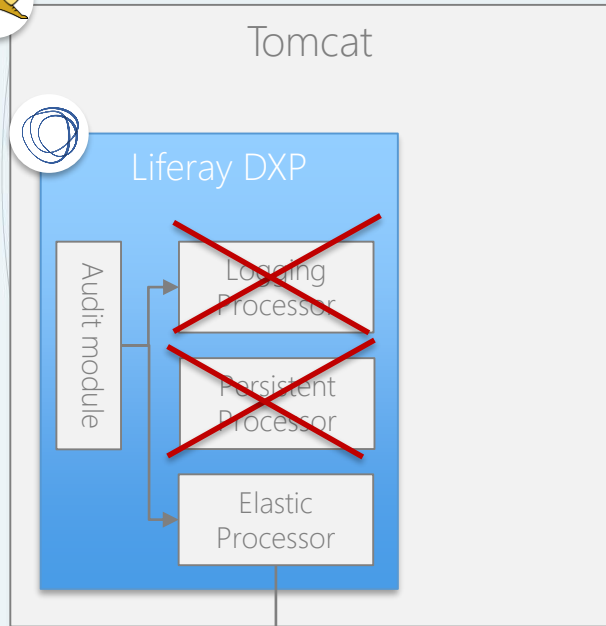 Tomcat
Liferay DXP
Audit module
Logging
Processor
Persistent
Processor
Elastic
Processor